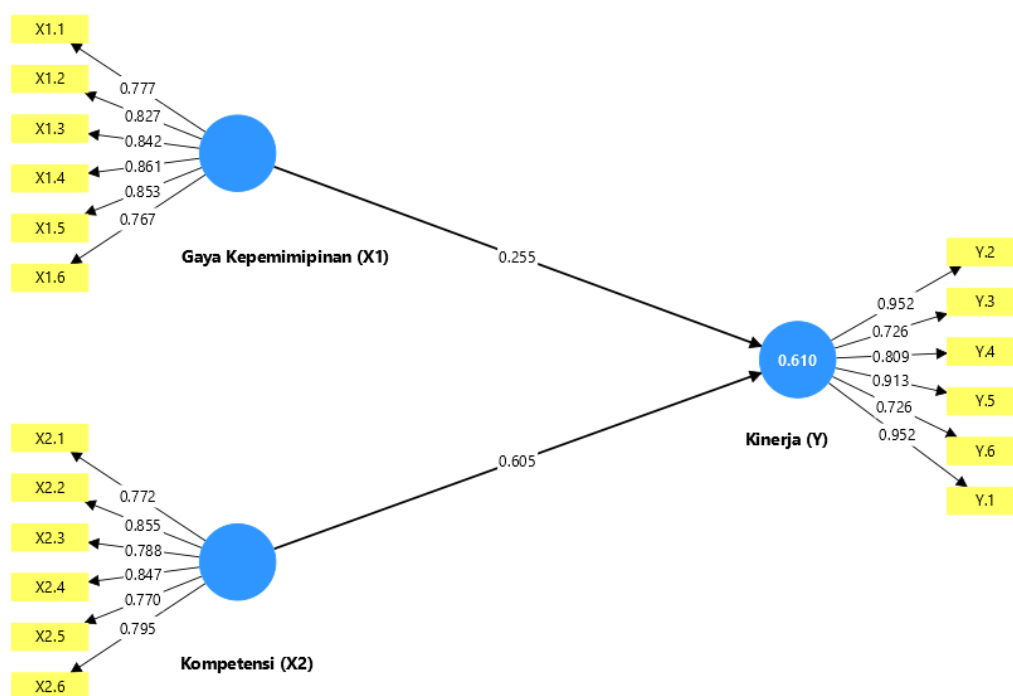 X1.1
X1.2
X1.3
X1.4
X1.5
X1.6
0.777
0.827
0.842
0.861
0.853
0.767
Gaya Kepemimipinan (X1)
0.255
X2.1
X2.2
X2.3
X2.4
X2.5
X2.6
0.772
0.855
0.788
0.847
0.770
0.795
Kompetensi (X2)
0.605
0.610
Kinerja (Y)
0.952
0.726
0.809
0.913
0.726
0.952
Y.2
Y.3
Y.4
Y.5
Y.6
Y.1